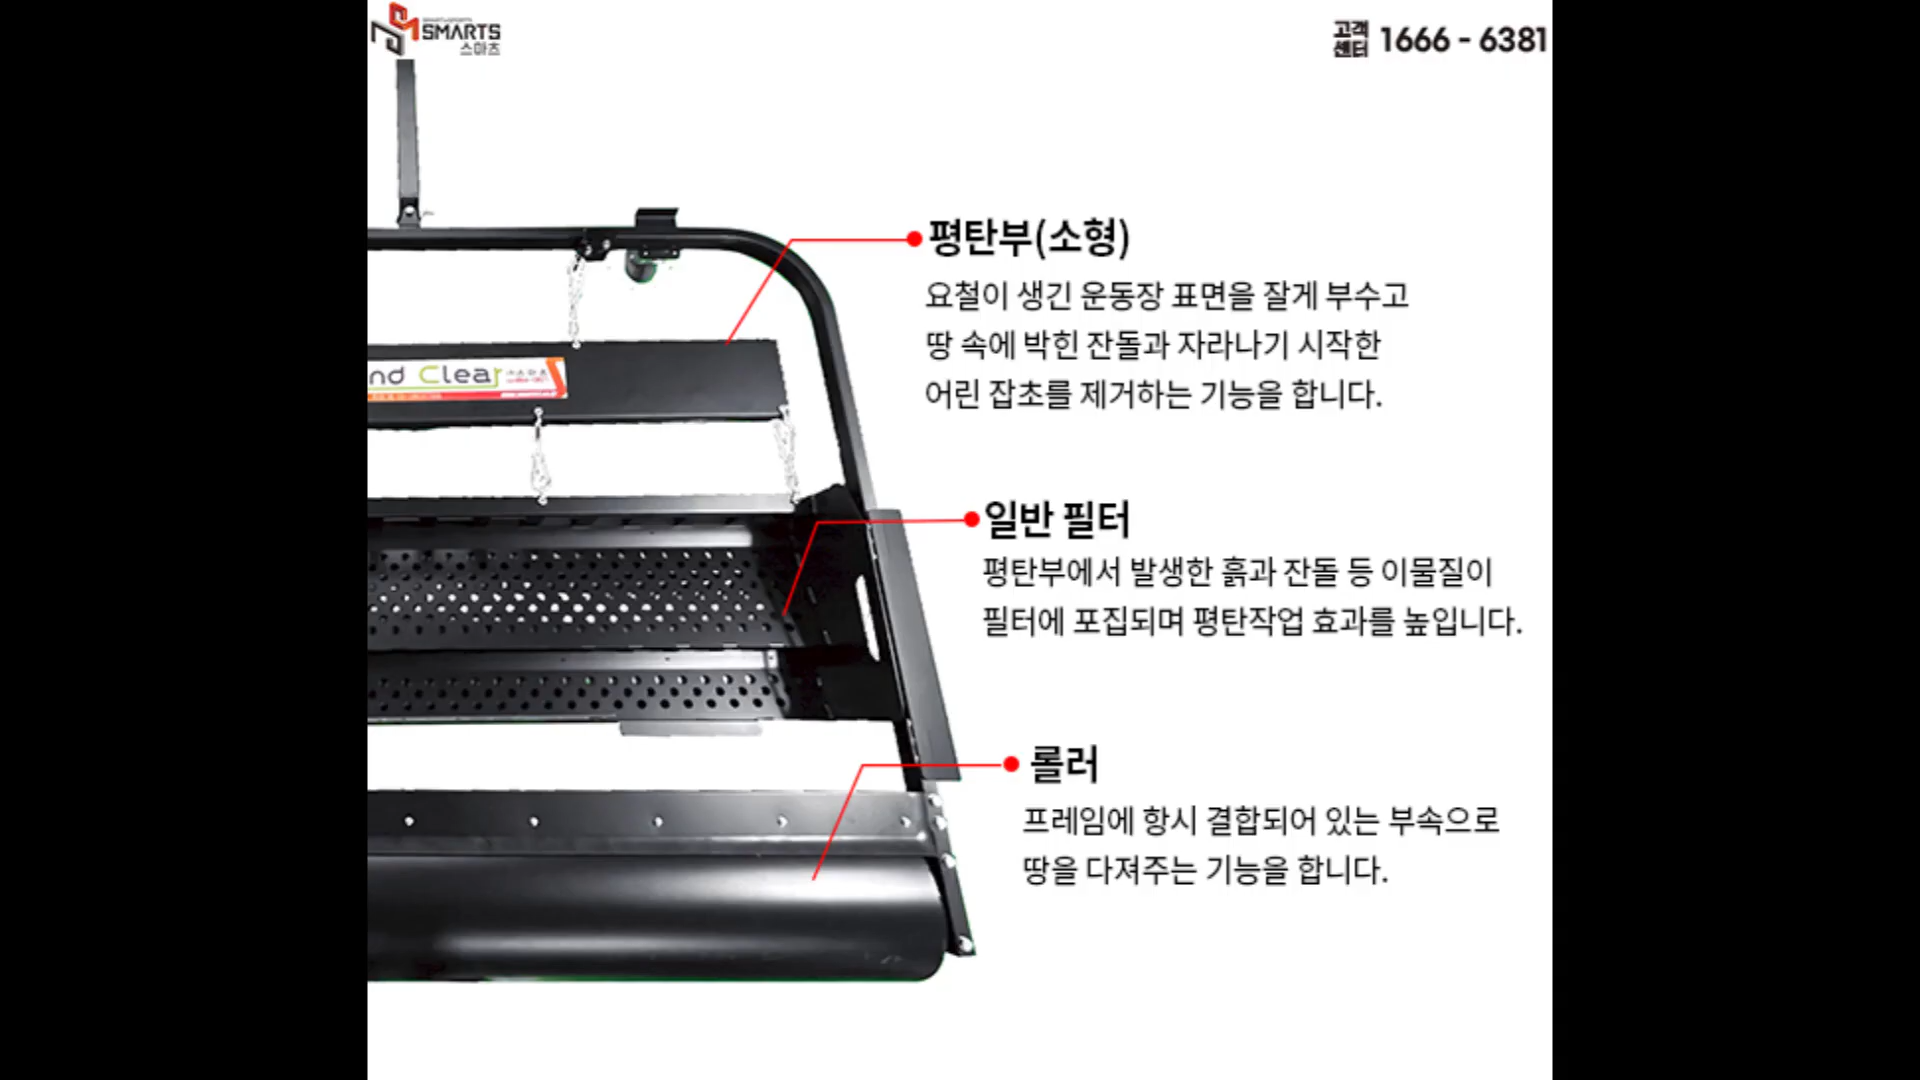 SMARTS
스마츠
고객
센터
1666 - 6381
평탄부(소형)
요철이 생긴 운동장 표면을 잘게 부수고
땅 속에 박힌 잔돌과 자라나기 시작한
어린 잡초를 제거하는 기능을 합니다.
nd Clear
일반 필터
평탄부에서 발생한 흙과 잔돌 등 이물질이
필터에 포집되며 평탄작업 효과를 높입니다.
롤러
프레임에 항시 결합되어 있는 부속으로
땅을 다져주는 기능을 합니다.